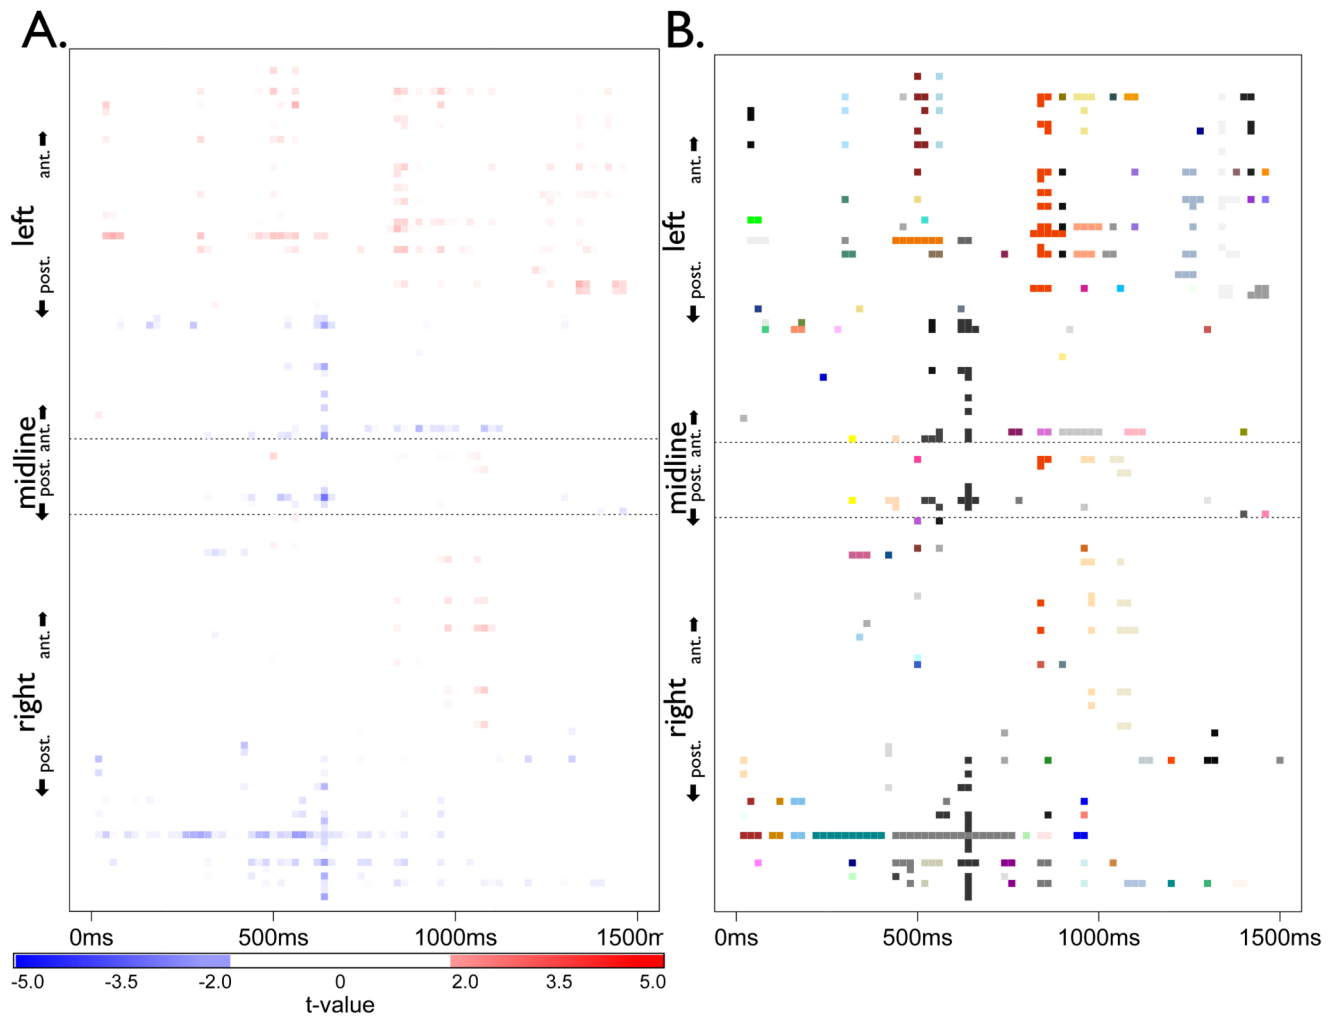 A.
B.
left
ant.
post.
midline
ant.
post.
right
ant.
post.
left
ant.
post.
midline
ant.
post.
right
ant.
post.
0ms 500ms 1000ms 1500m
0ms 500ms 1000ms 1500ms
-5.0 -3.5 -2.0 0 2.0 3.5 5.0
t-value